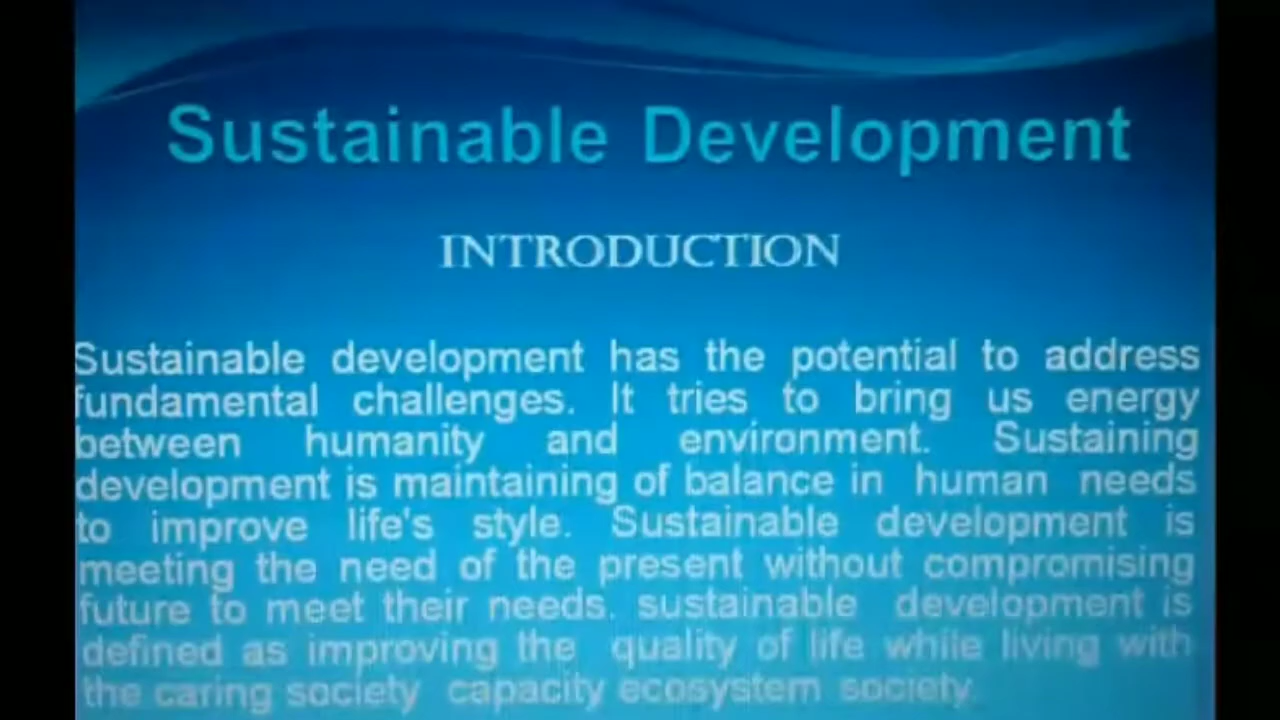 Sustainable Development
INTRODUCTION
Sustainable development has the potential to address
fundamental challenges. It tries to bring us energy
between humanity and environment. Sustaining
development is maintaining of balance in human needs
to improve life's style. Sustainable development is
meeting the need of the present without compromising
future to meet their needs. sustainable development is
defined as improving the quality of life while living with
the caring society capacity ecosystem society.